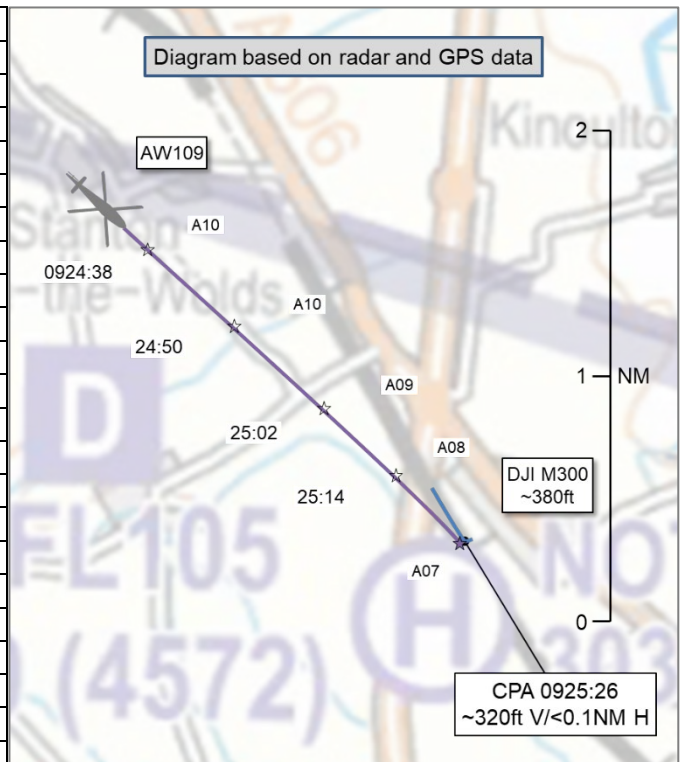 Diagram based on radar and GPS data
2
AW109
A10
Stanton
0924:38
-the-Wolds
A10
24:50
1 NM
A09
D
25:02
A08
DJI M300
~380ft
25:14
FL105
A07
H
0
(4572)
303
CPA 0925:26
~320ft V/<0.1NM H